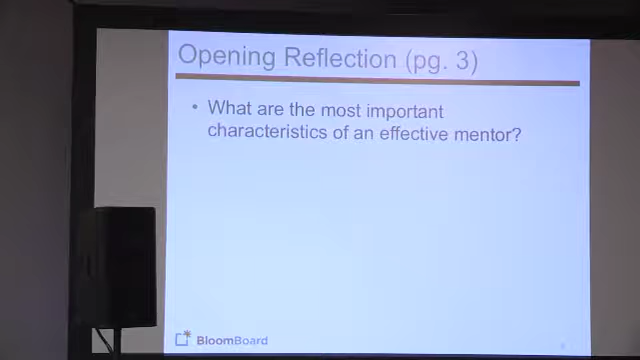 Opening Reflection (pg. 3)
• What are the most important
characteristics of an effective mentor?
BloomBoard